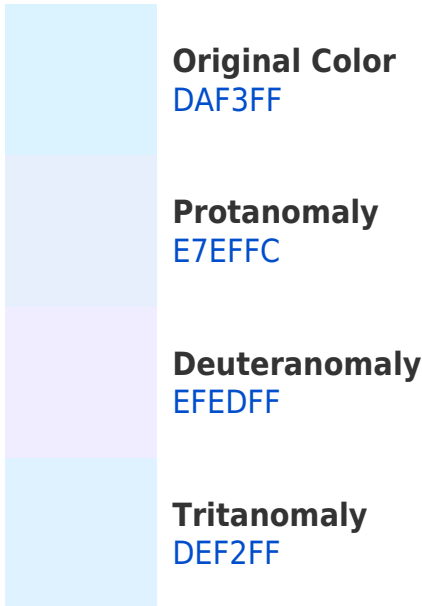 Original Color
DAF3FF
Protanomaly
E7EFFC
Deuteranomaly
EFEDFF
Tritanomaly
DEF2FF